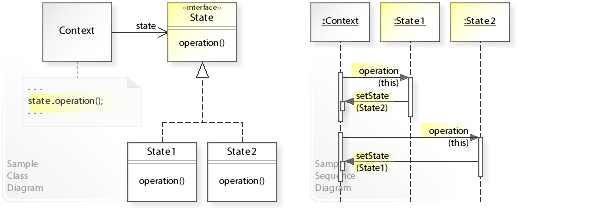 Context
state
«interface»
State
operation()
. . .
state.operation();
. . .
State1
operation()
State2
operation()
Sample
Class
Diagram
:Context
:State1
:State2
operation
(this)
setState
(State2)
operation
(this)
setState
(State1)
Sample
Sequence
Diagram